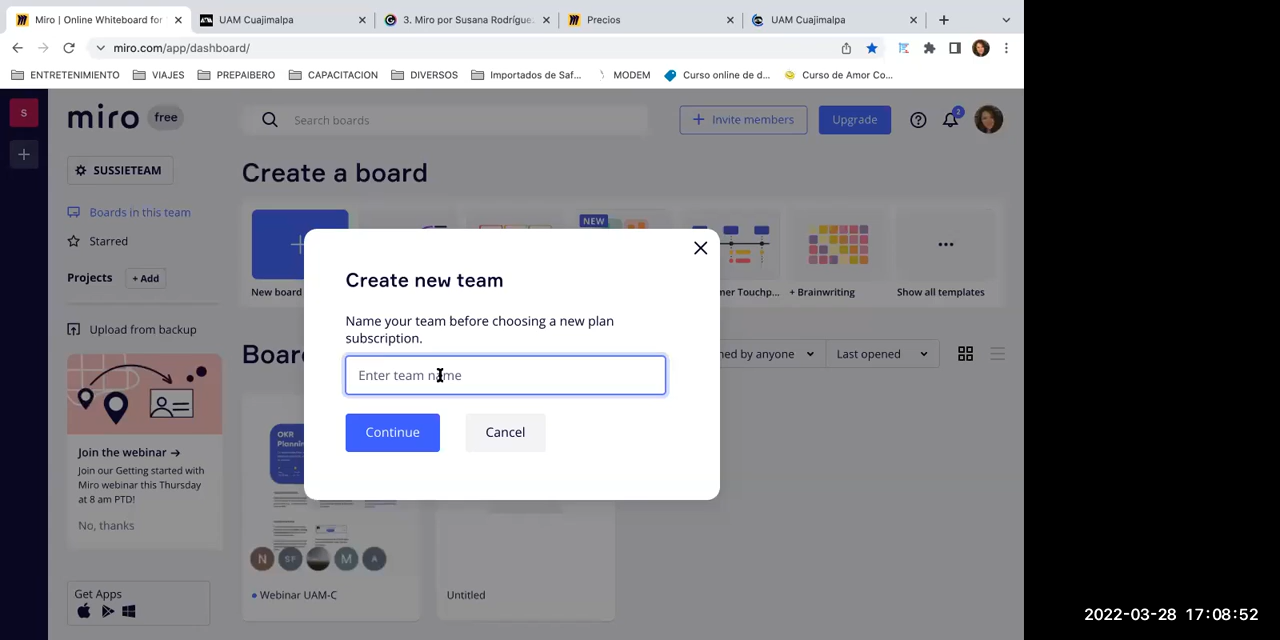 Miro | Online Whiteboard for
UAM Cuajimalpa
3. Miro por Susana Rodríguez
Precios
UAM Cuajimalpa
miro.com/app/dashboard/
ENTRETENIMIENTO
VIAJES
PREPAIBERO
CAPACITACION
DIVERSOS
Importados de Saf...
MODEM
Curso online de d...
Curso de Amor Co...
S
miro free
Search boards
Invite members
Upgrade
2
SUSSIETEAM
Create a board
Boards in this team
Starred
NEW
Projects
+ Add
New board
Touchp...
+ Brainwriting
Show all templates
Create new team
Name your team before choosing a new plan
subscription.
Enter team name
Continue
Cancel
Upload from backup
by anyone
Last opened
OKR
Join the webinar →
Join our Getting started with
Miro webinar this Thursday
at 8 am PTD!
No, thanks
N
SF
M
A
Webinar UAM-C
Untitled
Get Apps
2022-03-28 17:08:52